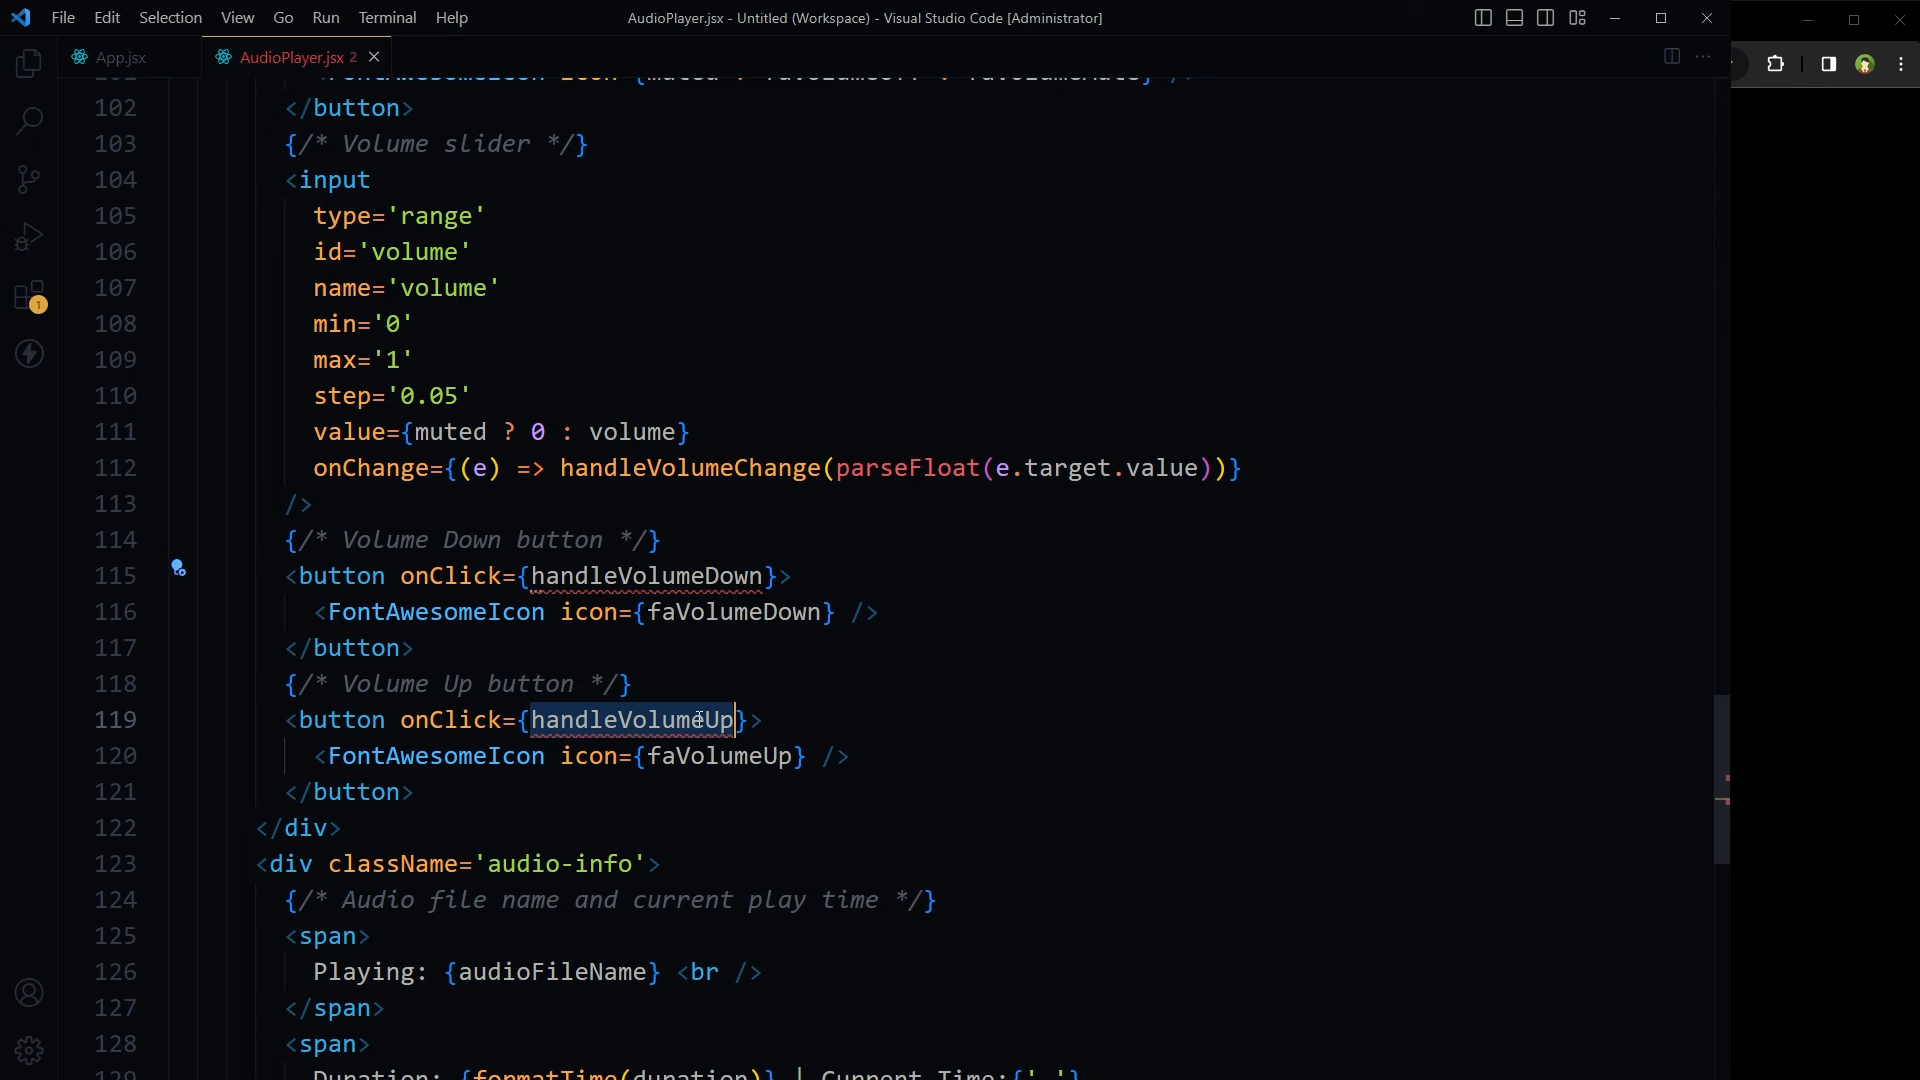 File Edit Selection View Go Run Terminal Help
AudioPlayer.jsx - Untitled (Workspace) - Visual Studio Code [Administrator]
App.jsx
AudioPlayer.jsx 2
102 </button>
103 {/* Volume slider */}
104 <input
105 type='range'
106 id='volume'
107 name='volume'
108 min='0'
109 max='1'
110 step='0.05'
111 value={muted ? 0 : volume}
112 onChange={(e) => handleVolumeChange(parseFloat(e.target.value))}
113 />
114 {/* Volume Down button */}
115 <button onClick={handleVolumeDown}>
116 <FontAwesomeIcon icon={faVolumeDown} />
117 </button>
118 {/* Volume Up button */}
119 <button onClick={handleVolumeUp}>
120 <FontAwesomeIcon icon={faVolumeUp} />
121 </button>
122 </div>
123 <div className='audio-info'>
124 {/* Audio file name and current play time */}
125 <span>
126 Playing: {audioFileName} <br />
127 </span>
128 <span>
129 Duration: {formatTime(duration)} | Current Time:{' '}
1